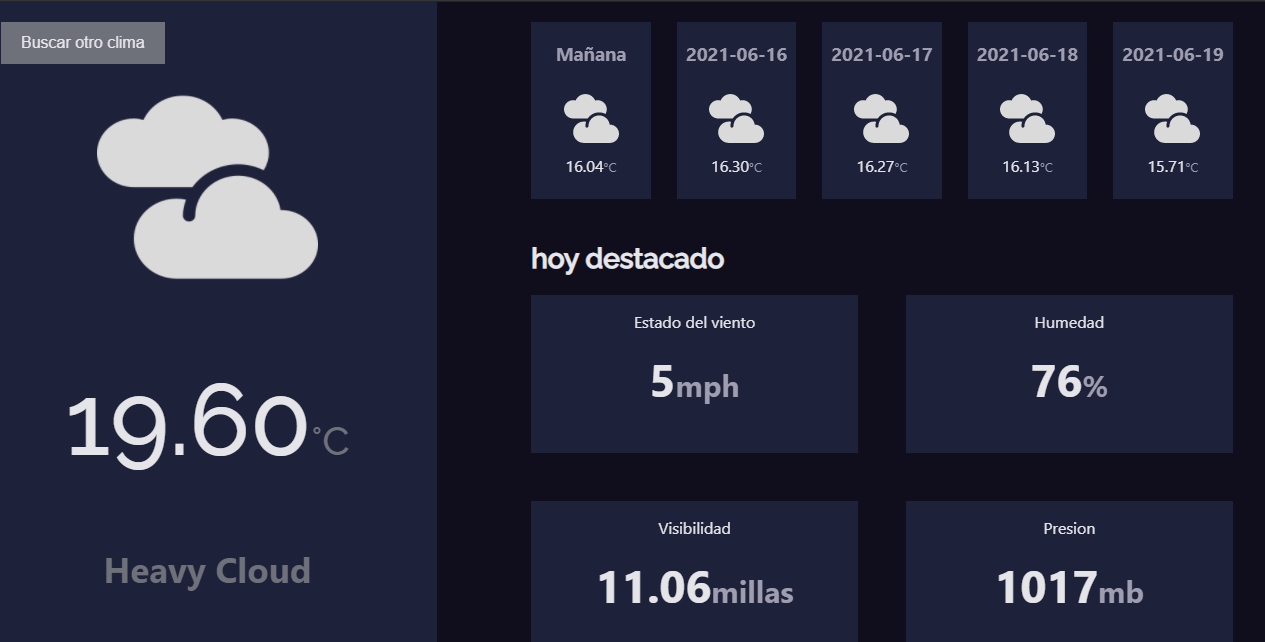 Buscar otro clima
19.60°C
Heavy Cloud
Mañana
16.04°C
2021-06-16
16.30°C
2021-06-17
16.27°C
2021-06-18
16.13°C
2021-06-19
15.71°C
hoy destacado
Estado del viento
5mph
Humedad
76%
Visibilidad
11.06millas
Presion
1017mb